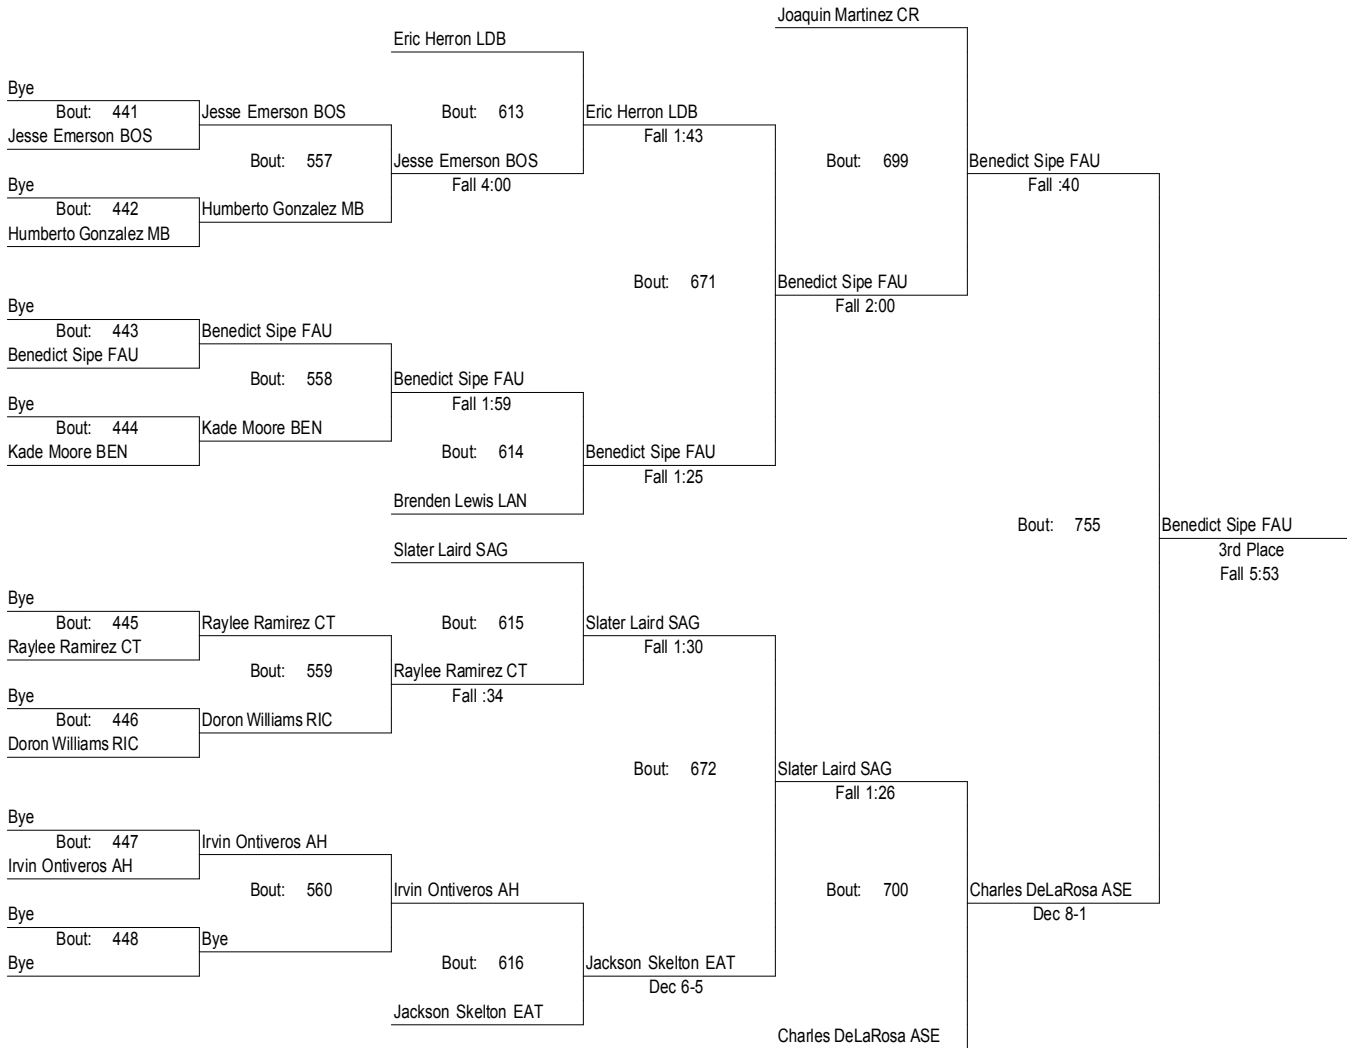 Joaquin Martinez CR
Eric Herron LDB
Bye
Bout: 441
Jesse Emerson BOS
Jesse Emerson BOS
Bout: 613
Eric Herron LDB
Fall 1:43
Bout: 557
Jesse Emerson BOS
Fall 4:00
Bout: 699
Benedict Sipe FAU
Fall :40
Bye
Bout: 442
Humberto Gonzalez MB
Humberto Gonzalez MB
Bout: 671
Benedict Sipe FAU
Fall 2:00
Bye
Bout: 443
Benedict Sipe FAU
Benedict Sipe FAU
Bout: 558
Benedict Sipe FAU
Fall 1:59
Bye
Bout: 444
Kade Moore BEN
Kade Moore BEN
Bout: 614
Benedict Sipe FAU
Fall 1:25
Brenden Lewis LAN
Bout: 755
Benedict Sipe FAU
3rd Place
Fall 5:53
Slater Laird SAG
Bye
Bout: 445
Raylee Ramirez CT
Raylee Ramirez CT
Bout: 615
Slater Laird SAG
Fall 1:30
Bout: 559
Raylee Ramirez CT
Fall :34
Bye
Bout: 446
Doron Williams RIC
Doron Williams RIC
Bout: 672
Slater Laird SAG
Fall 1:26
Bye
Bout: 447
Irvin Ontiveros AH
Irvin Ontiveros AH
Bout: 560
Irvin Ontiveros AH
Bout: 700
Charles DeLaRosa ASE
Dec 8-1
Bye
Bout: 448
Bye
Bye
Bout: 616
Jackson Skelton EAT
Dec 6-5
Jackson Skelton EAT
Charles DeLaRosa ASE